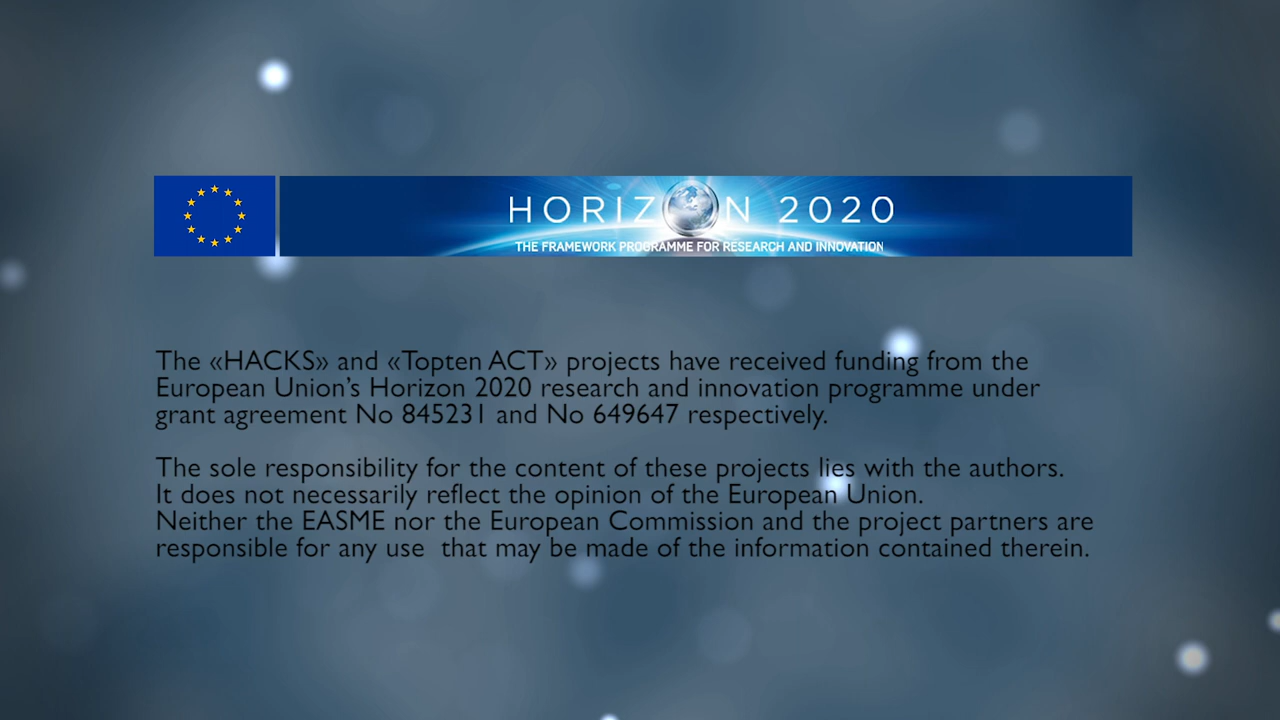 HORIZON 2020
THE FRAMEWORK PROGRAMME FOR RESEARCH AND INNOVATION
The «HACKS» and «Topten ACT» projects have received funding from the
European Union’s Horizon 2020 research and innovation programme under
grant agreement No 845231 and No 649647 respectively.
The sole responsibility for the content of these projects lies with the authors.
It does not necessarily reflect the opinion of the European Union.
Neither the EASME nor the European Commission and the project partners are
responsible for any use  that may be made of the information contained therein.